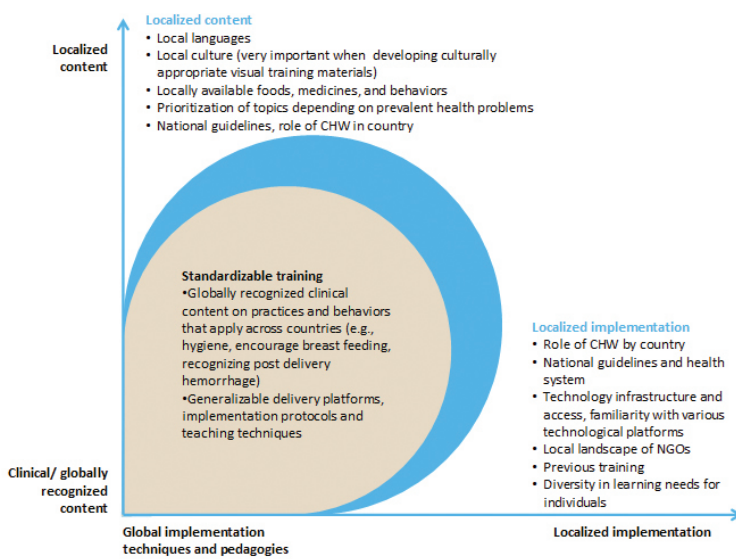 Localized content
• Local languages
• Local culture (very important when developing culturally
appropriate visual training materials)
• Locally available foods, medicines, and behaviors
• Prioritization of topics depending on prevalent health problems
• National guidelines, role of CHW in country
Localized
content
Standardizable training
•Globally recognized clinical
content on practices and behaviors
that apply across countries (e.g.,
hygiene, encourage breast feeding,
recognizing post delivery
hemorrhage)
•Generalizable delivery platforms,
implementation protocols and
teaching techniques
Localized implementation
• Role of CHW by country
• National guidelines and health
system
• Technology infrastructure and
access, familiarity with various
technological platforms
• Local landscape of NGOs
• Previous training
• Diversity in learning needs for
individuals
Clinical/ globally
recognized
content
Global implementation
techniques and pedagogies
Localized implementation